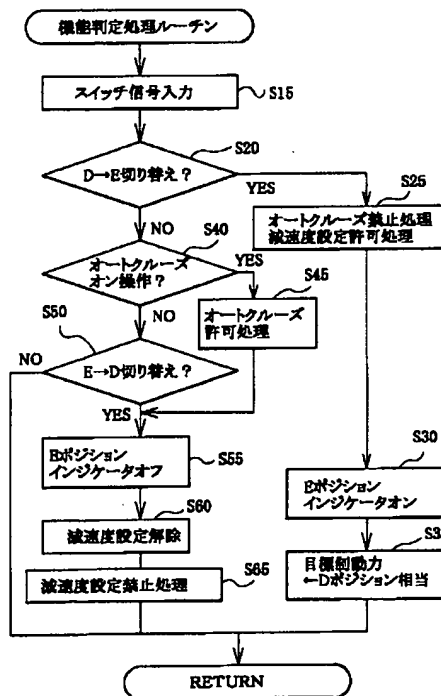 機能判定処理ルーチン
スイッチ信号入力
S15
D→E切り替え?
S20
YES
NO
S25
オートクルーズ禁止処理
減速度設定許可処理
S40
オートクルーズ
オン操作?
YES
NO
S45
オートクルーズ
許可処理
S50
NO
E→D切り替え?
YES
S55
Eポジション
インジケータオフ
S30
Eポジション
インジケータオン
S60
減速度設定解除
S3
目標制動力
←Dポジション相当
S65
減速度設定禁止処理
RETURN